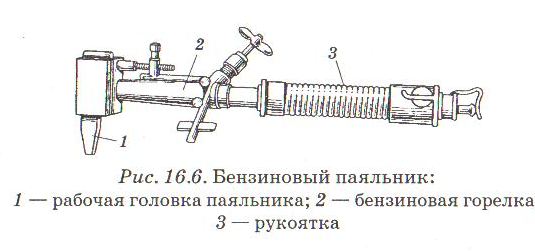 2
3
1
Рис. 16.6. Бензиновый паяльник:
1 — рабочая головка паяльника; 2 — бензиновая горелка
3 — рукоятка